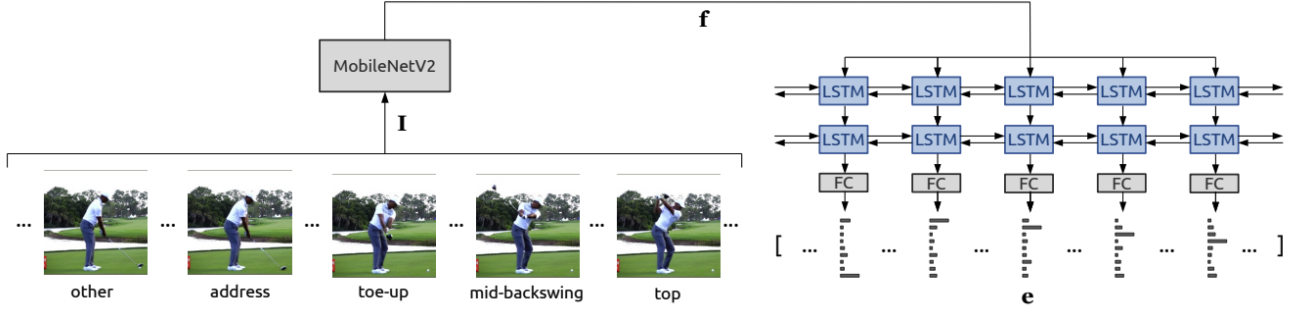 f
MobileNetV2
I
LSTM LSTM LSTM LSTM LSTM
LSTM LSTM LSTM LSTM LSTM
FC FC FC FC FC
... ... ... ... ... ...
[ ... ... ... ... ... ... ]
other address toe-up mid-backswing top
e